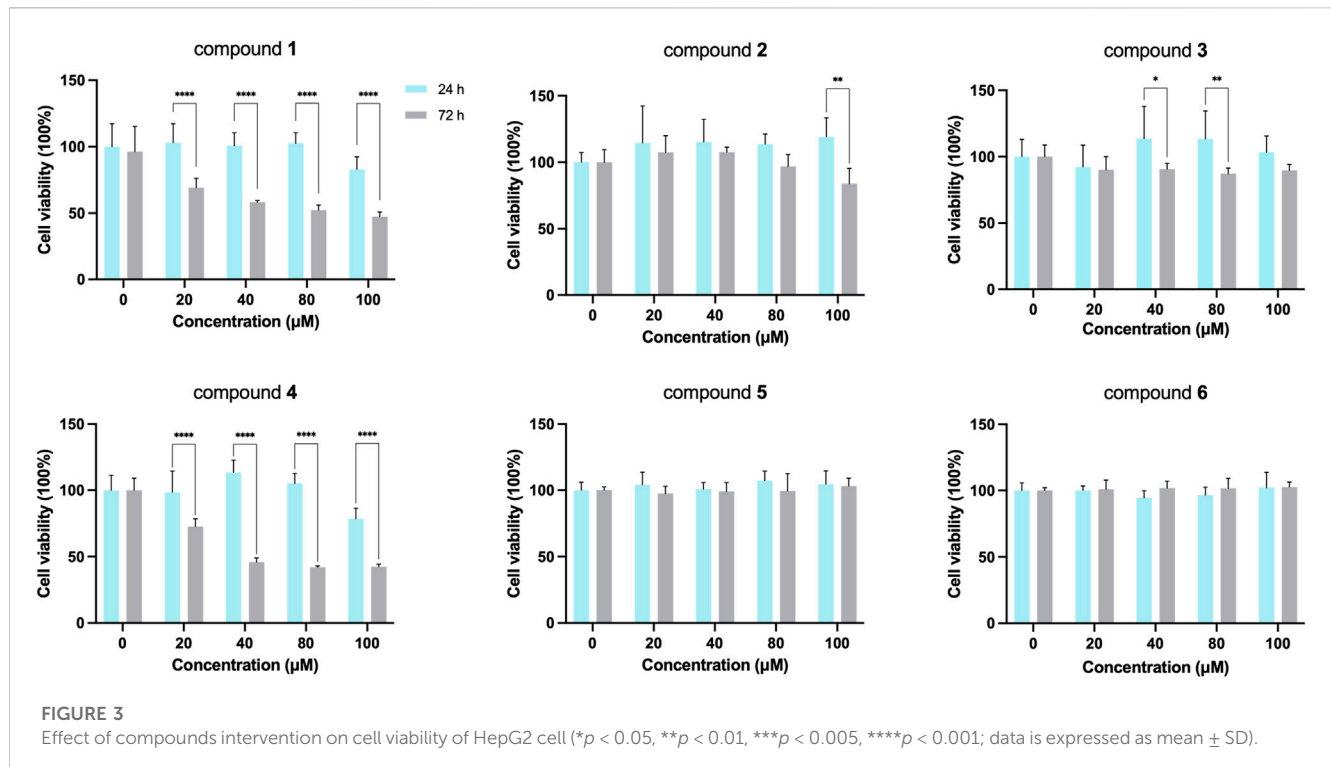 compound 1
150
100
50
0
Cell viability (100%)
**** **** **** ****
0 20 40 80 100
Concentration (µM)
24 h
72 h
compound 2
150
100
50
0
Cell viability (100%)
**
0 20 40 80 100
Concentration (µM)
compound 3
150
100
50
0
Cell viability (100%)
* **
0 20 40 80 100
Concentration (µM)
compound 4
150
100
50
0
Cell viability (100%)
**** **** **** ****
0 20 40 80 100
Concentration (µM)
compound 5
150
100
50
0
Cell viability (100%)
0 20 40 80 100
Concentration (µM)
compound 6
150
100
50
0
Cell viability (100%)
0 20 40 80 100
Concentration (µM)
FIGURE 3
Effect of compounds intervention on cell viability of HepG2 cell (*p < 0.05, **p < 0.01, ***p < 0.005, ****p < 0.001; data is expressed as mean ± SD).